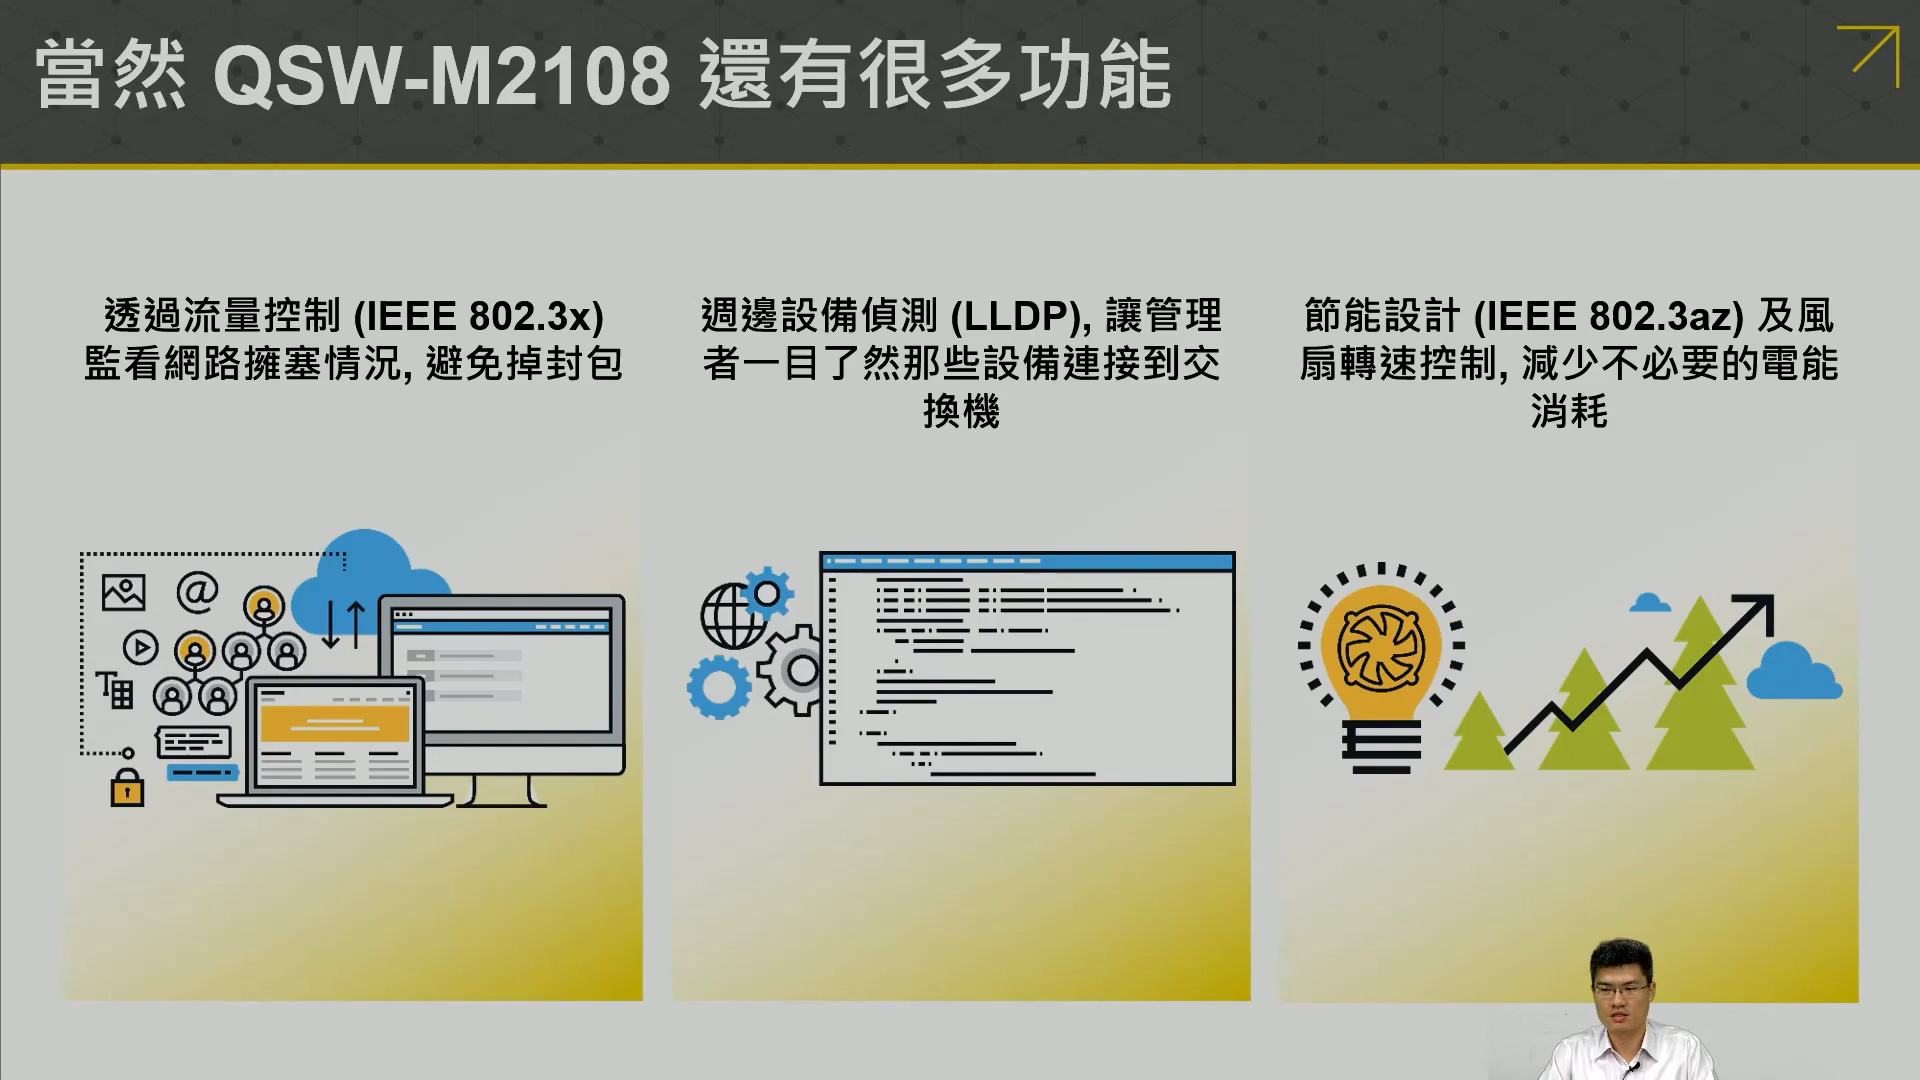 當然 QSW-M2108 還有很多功能
透過流量控制 (IEEE 802.3x)
監看網路擁塞情況, 避免掉封包
週邊設備偵測 (LLDP), 讓管理
者一目了然那些設備連接到交
換機
節能設計 (IEEE 802.3az) 及風
扇轉速控制, 減少不必要的電能
消耗